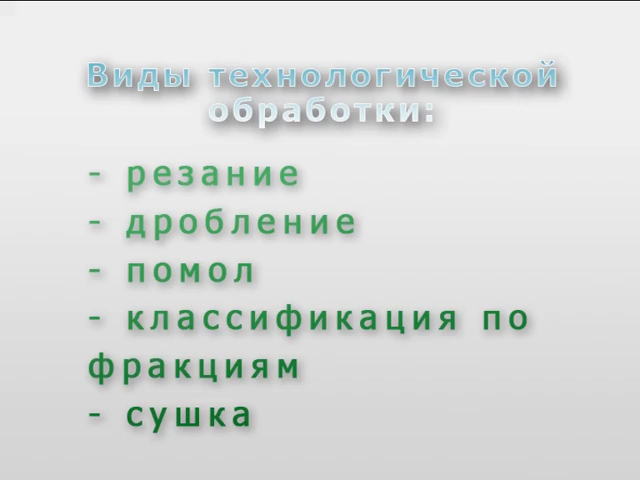 Виды технологической
обработки:
- резание
- дробление
- помол
- классификация по
фракциям
- сушка